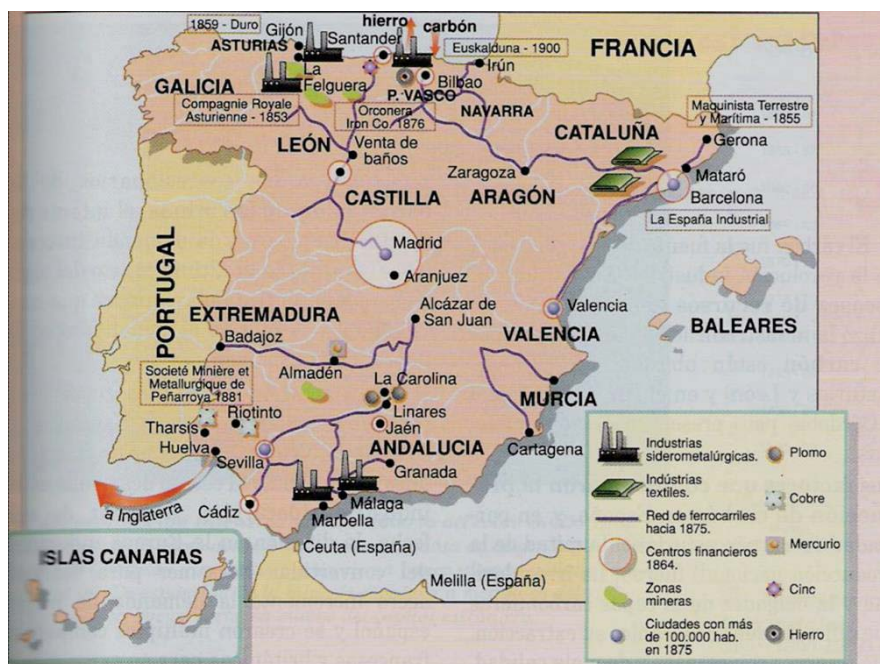 1859 - Duro
Gijón
ASTURIAS
La
Felguera
hierro
Santander
carbón
Euskalduna - 1900
FRANCIA
Irún
Bilbao
P. VASCO
GALICIA
Compagnie Royale
Asturienne - 1853
Orconera
Iron Co. 1876
NAVARRA
Maquinista Terrestre
y Marítima - 1855
LEÓN
Venta de
baños
CATALUÑA
Gerona
Zaragoza
ARAGÓN
Mataró
Barcelona
La España Industrial
CASTILLA
Madrid
Aranjuez
PORTUGAL
EXTREMADURA
Alcázar de
San Juan
Valencia
VALENCIA
BALEARES
Badajoz
Almadén
Societé Minière et
Metallurgique de
Peñarroya 1881
La Carolina
Linares
Jaén
MURCIA
Riotinto
Tharsis
Huelva
Sevilla
ANDALUCIA
Granada
Cartagena
a Inglaterra
Cádiz
Málaga
Marbella
Ceuta (España)
Melilla (España)
ISLAS CANARIAS
Industrias
siderometalúrgicas.
Indústrias
textiles.
Red de ferrocarriles
hacia 1875.
Centros financieros
1864.
Zonas
mineras
Ciudades con más
de 100.000 hab.
en 1875
Plomo
Cobre
Mercurio
Cinc
Hierro